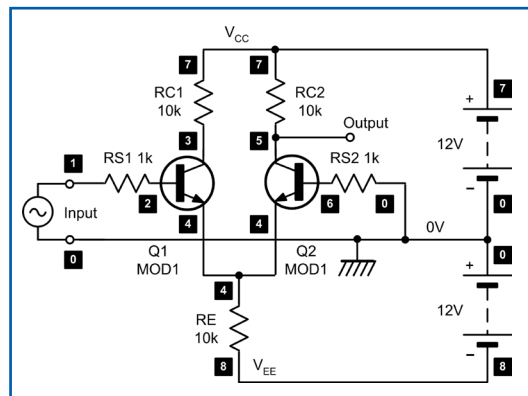 VCC
7
7
7
RC1
10k
RC2
10k
+
3
5
Output
12V
1
RS1 1k
RS2 1k
−
Input
2
6
0
0
4
4
0V
0
0
Q1
MOD1
Q2
MOD1
+
4
12V
RE
10k
−
8
VEE
8